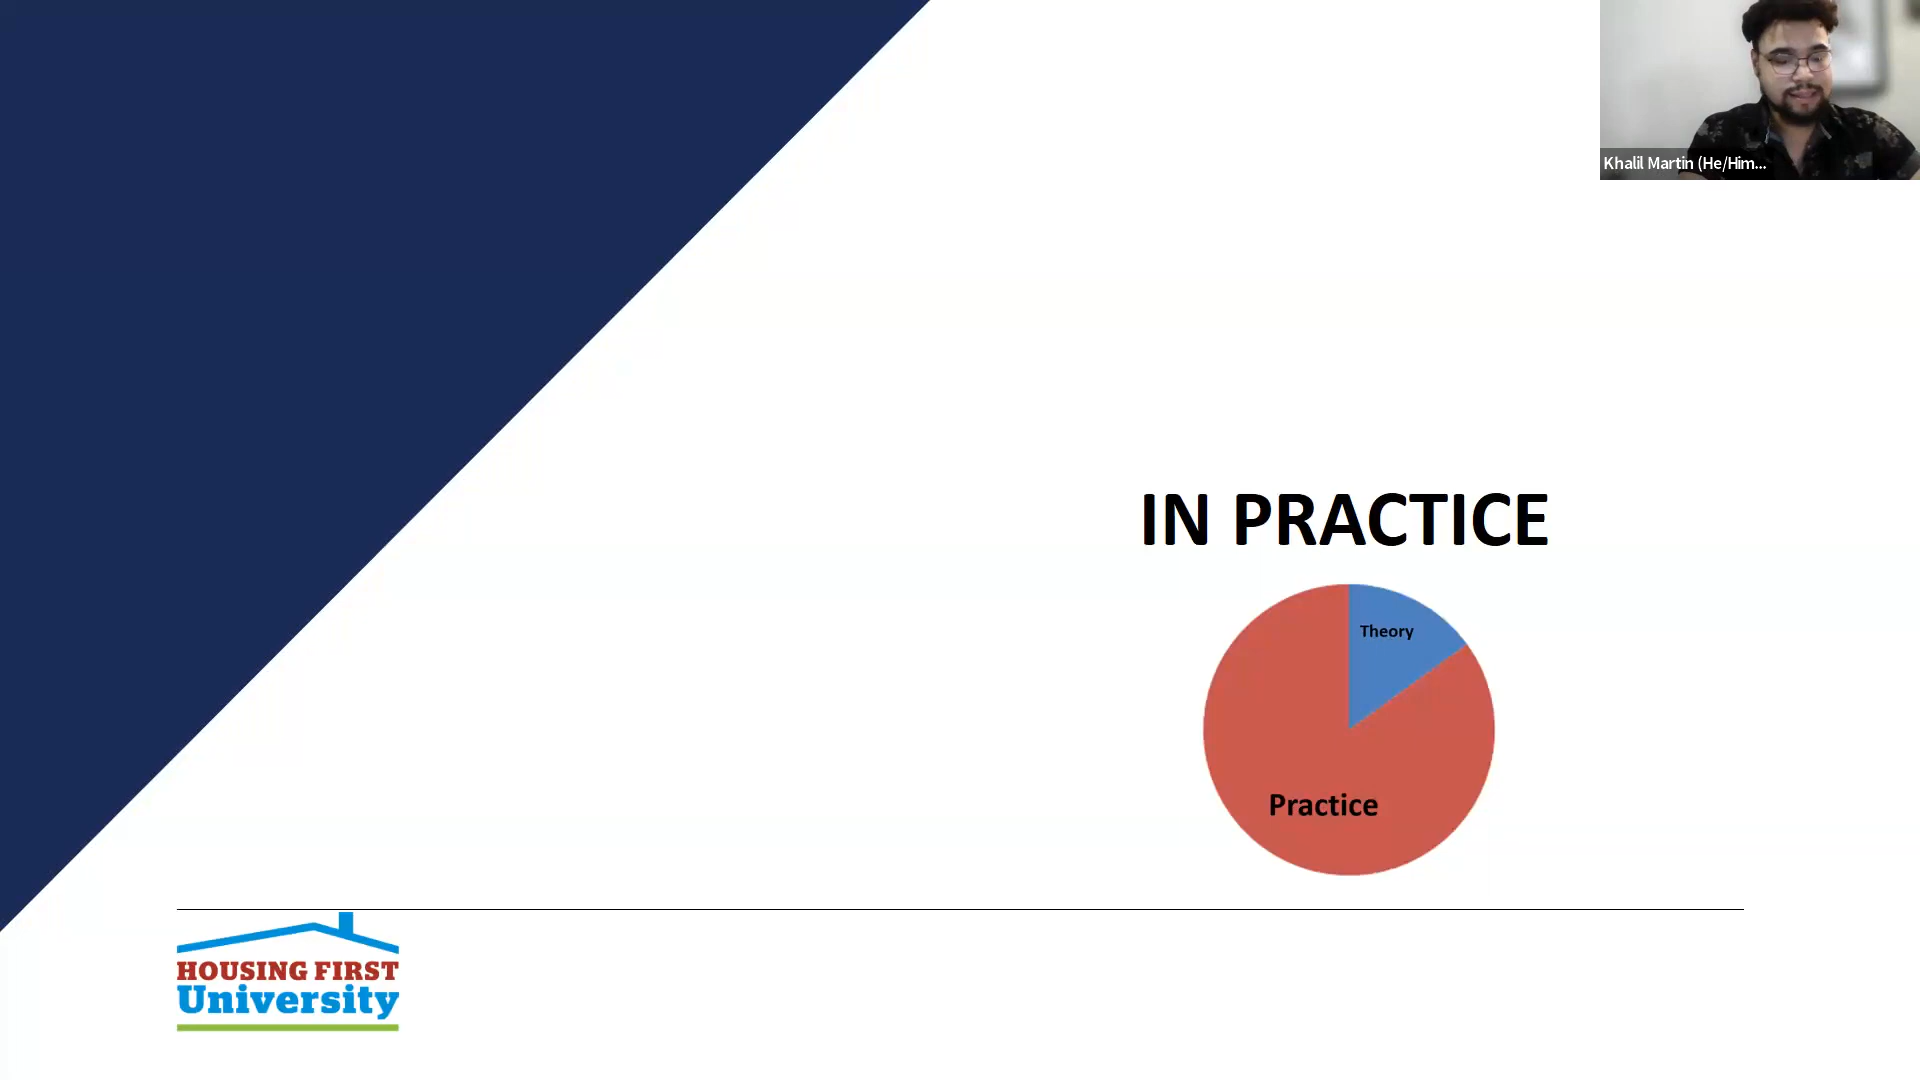 Khalil Martin (He/Him...
IN PRACTICE
Theory
Practice
HOUSING FIRST
University